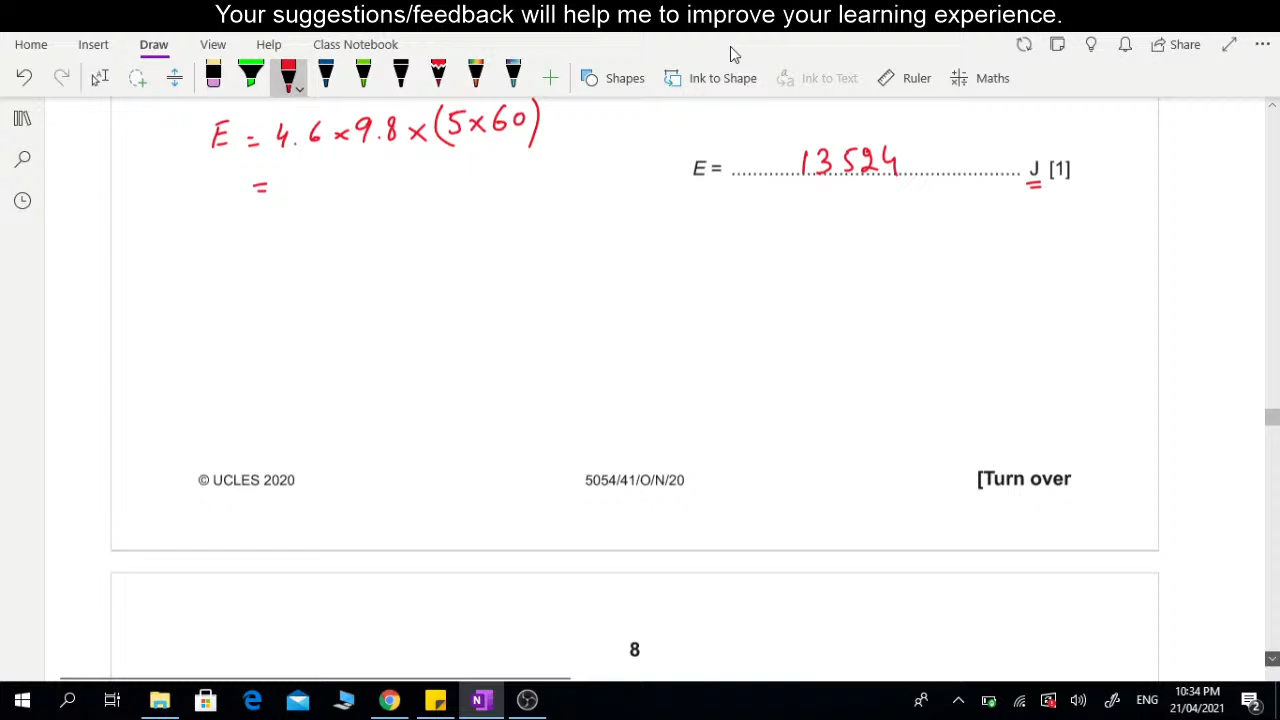 Your suggestions/feedback will help me to improve your learning experience.
Home Insert Draw View Help Class Notebook Share
Shapes Ink to Shape Ink to Text Ruler Maths
E = 4.6 × 9.8 × (5 × 60)
E = 13524 J [1]
=
© UCLES 2020 5054/41/O/N/20 [Turn over
8
ENG 10:34 PM
21/04/2021 2